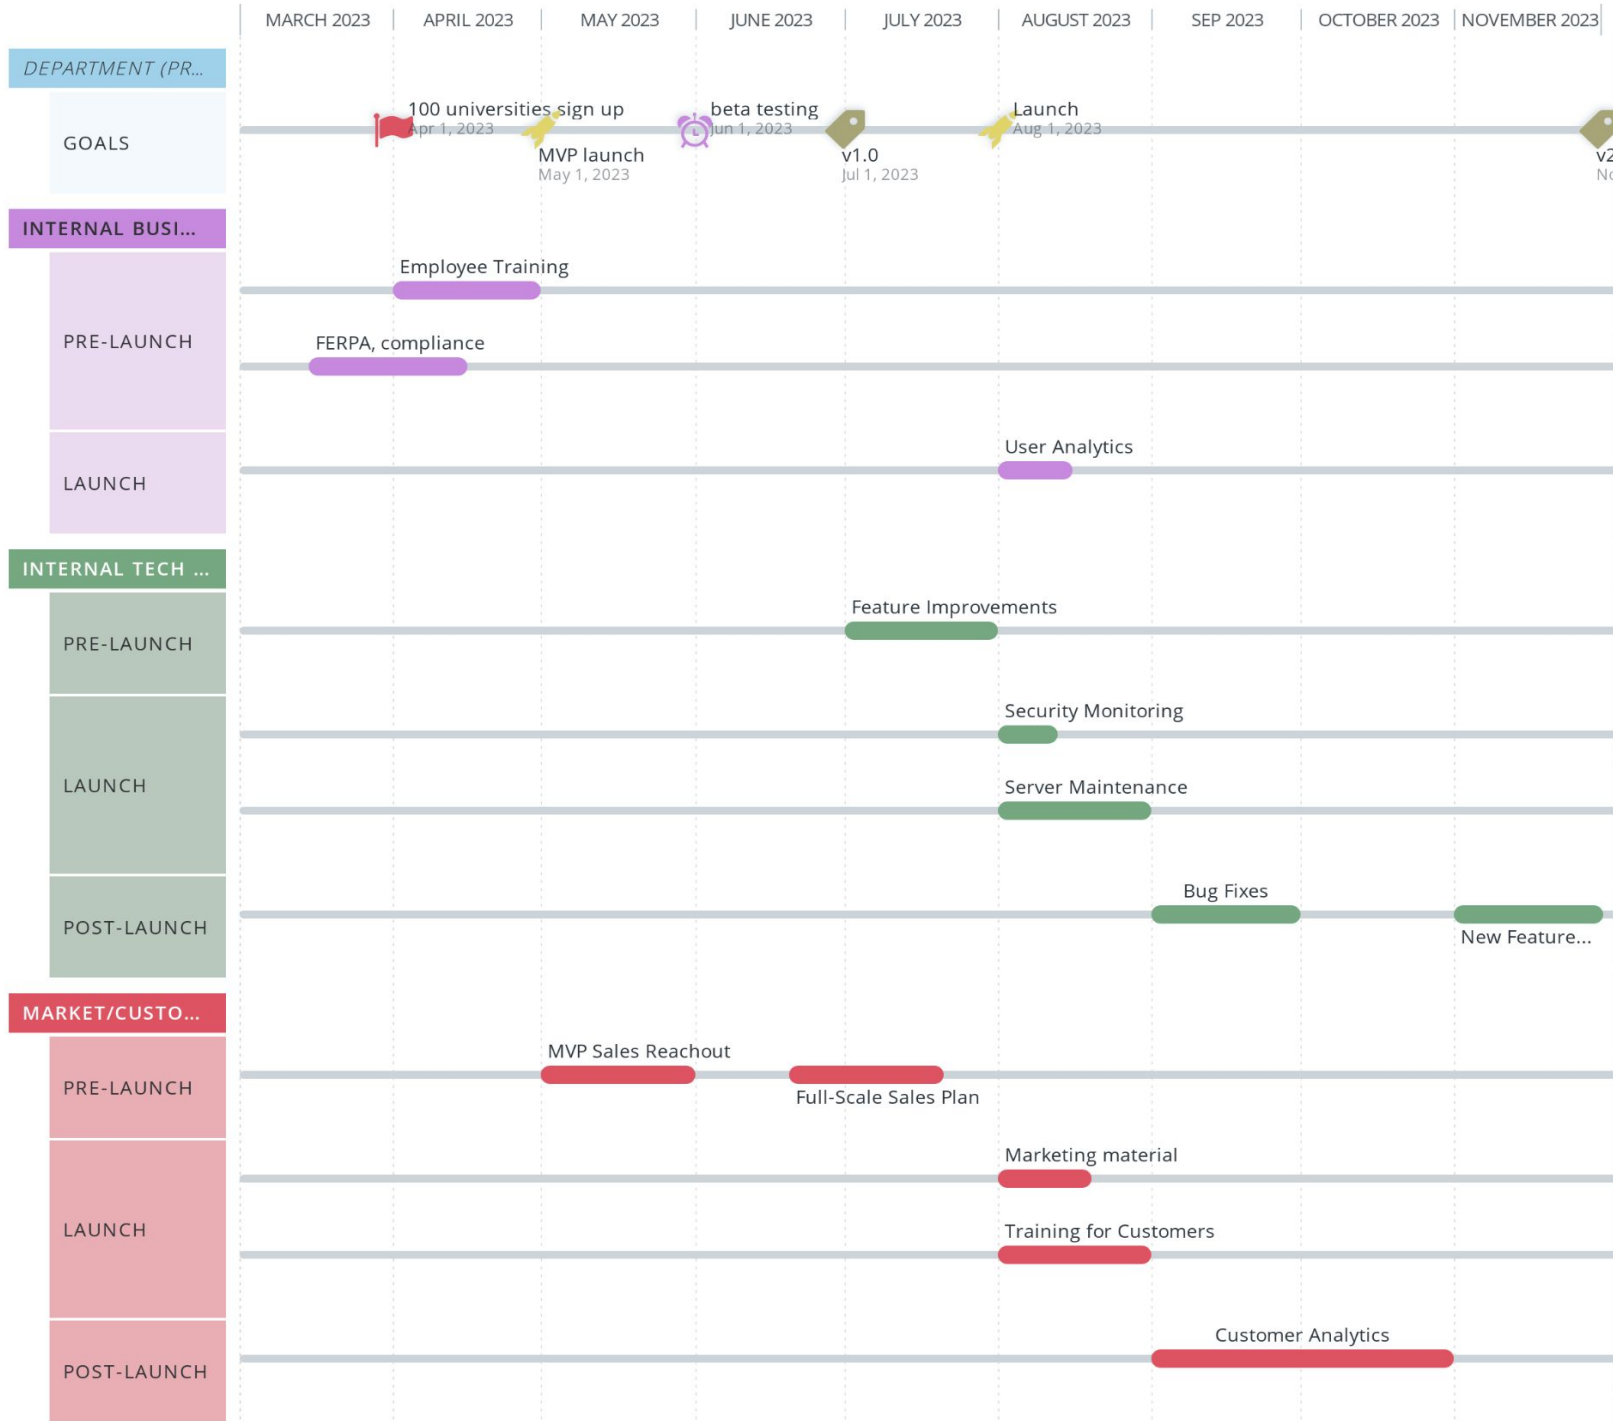 MARCH 2023 APRIL 2023 MAY 2023 JUNE 2023 JULY 2023 AUGUST 2023 SEP 2023 OCTOBER 2023 NOVEMBER 2023
DEPARTMENT (PR...
GOALS
100 universities sign up
Apr 1, 2023
MVP launch
May 1, 2023
beta testing
Jun 1, 2023
v1.0
Jul 1, 2023
Launch
Aug 1, 2023
v2
No
INTERNAL BUSI...
PRE-LAUNCH
Employee Training
FERPA, compliance
LAUNCH
User Analytics
INTERNAL TECH ...
PRE-LAUNCH
Feature Improvements
LAUNCH
Security Monitoring
Server Maintenance
POST-LAUNCH
Bug Fixes
New Feature...
MARKET/CUSTO...
PRE-LAUNCH
MVP Sales Reachout
Full-Scale Sales Plan
LAUNCH
Marketing material
Training for Customers
POST-LAUNCH
Customer Analytics